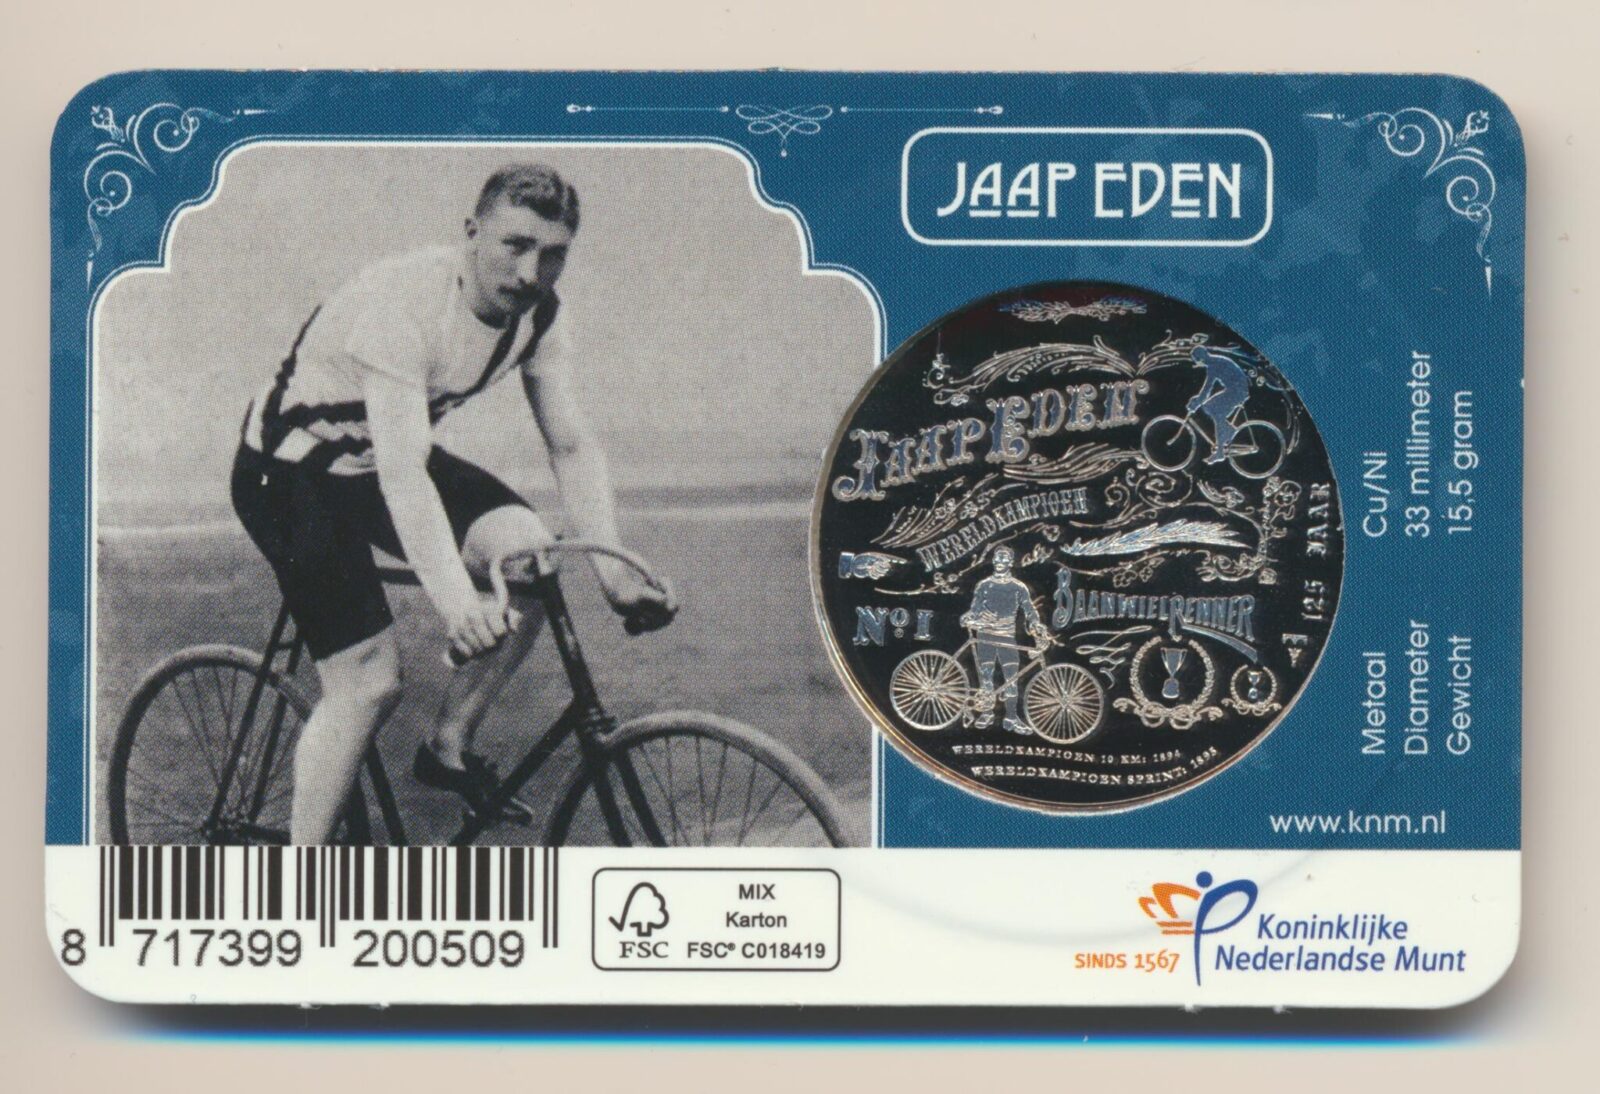 JAAP EDEN
JAAP EDEN
WERELDKAMPIOEN
als
BAANWIELRENNER
No. 1
125 JAAR
WERELDKAMPIOEN 10 KM: 1894
WERELDKAMPIOEN SPRINT: 1895
Metaal Cu/Ni
Diameter 33 millimeter
Gewicht 15,5 gram
www.knm.nl
8 717399 200509
FSC
MIX
Karton
FSC® C018419
SINDS 1567
Koninklijke
Nederlandse Munt